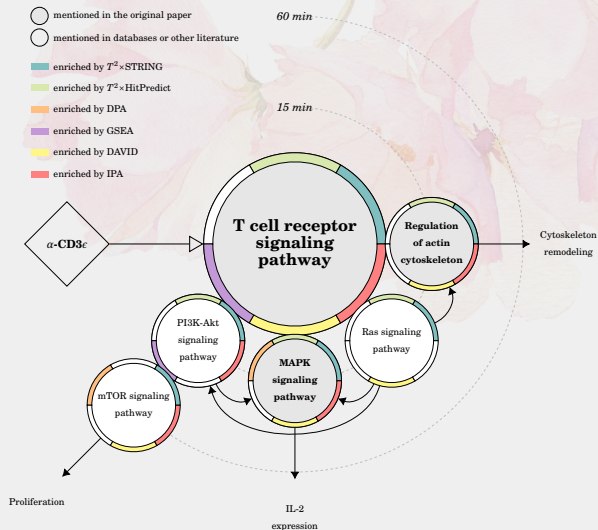 mentioned in the original paper
mentioned in databases or other literature
enriched by T²×STRING
enriched by T²×HitPredict
enriched by DPA
enriched by GSEA
enriched by DAVID
enriched by IPA
60 min
15 min
α-CD3ϵ
T cell receptor
signaling
pathway
Regulation
of actin
cytoskeleton
Cytoskeleton
remodeling
PI3K-Akt
signaling
pathway
Ras signaling
pathway
MAPK
signaling
pathway
mTOR signaling
pathway
Proliferation
IL-2
expression